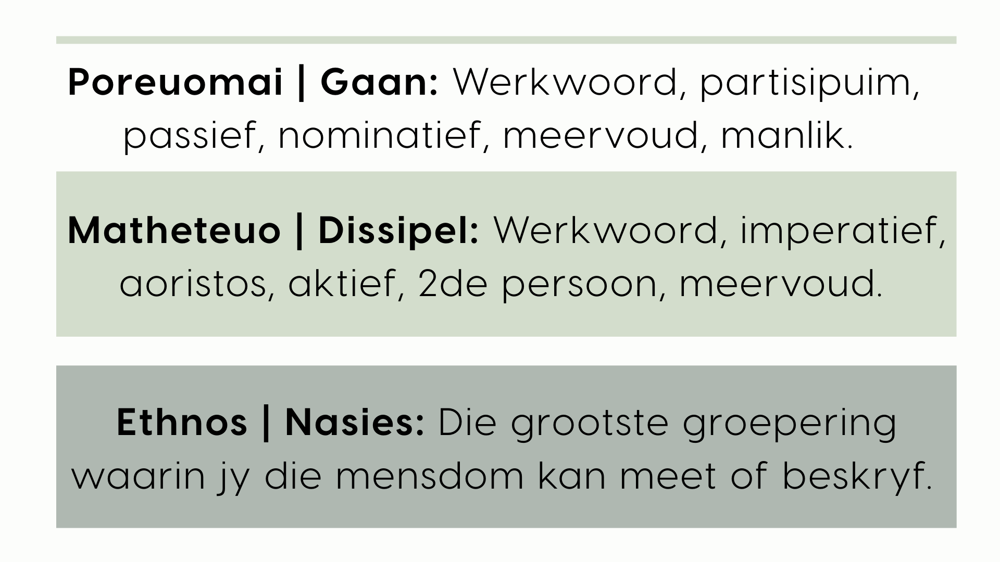 Poreuomai | Gaan: Werkwoord, partisipuim,
passief, nominatief, meervoud, manlik.
Matheteuo | Dissipel: Werkwoord, imperatief,
aoristos, aktief, 2de persoon, meervoud.
Ethnos | Nasies: Die grootste groepering
waarin jy die mensdom kan meet of beskryf.